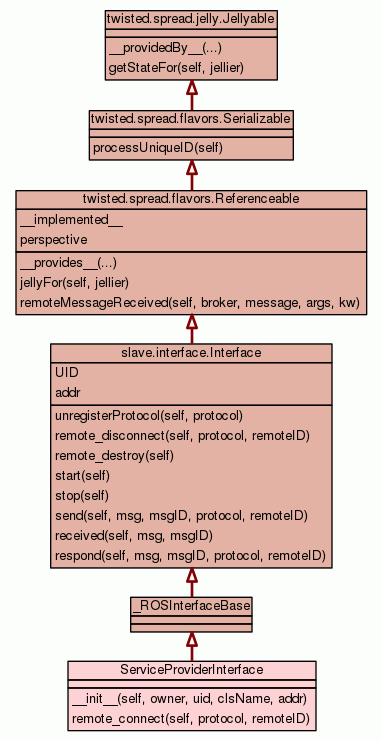 twisted.spread.jelly.Jellyable
__providedBy__(...)
getStateFor(self, jellier)
twisted.spread.flavors.Serializable
processUniqueID(self)
twisted.spread.flavors.Referenceable
__implemented__
perspective
__provides__(...)
jellyFor(self, jellier)
remoteMessageReceived(self, broker, message, args, kw)
slave.interface.Interface
UID
addr
unregisterProtocol(self, protocol)
remote_disconnect(self, protocol, remoteID)
remote_destroy(self)
start(self)
stop(self)
send(self, msg, msgID, protocol, remoteID)
received(self, msg, msgID)
respond(self, msg, msgID, protocol, remoteID)
_ROSInterfaceBase
ServiceProviderInterface
__init__(self, owner, uid, clsName, addr)
remote_connect(self, protocol, remoteID)